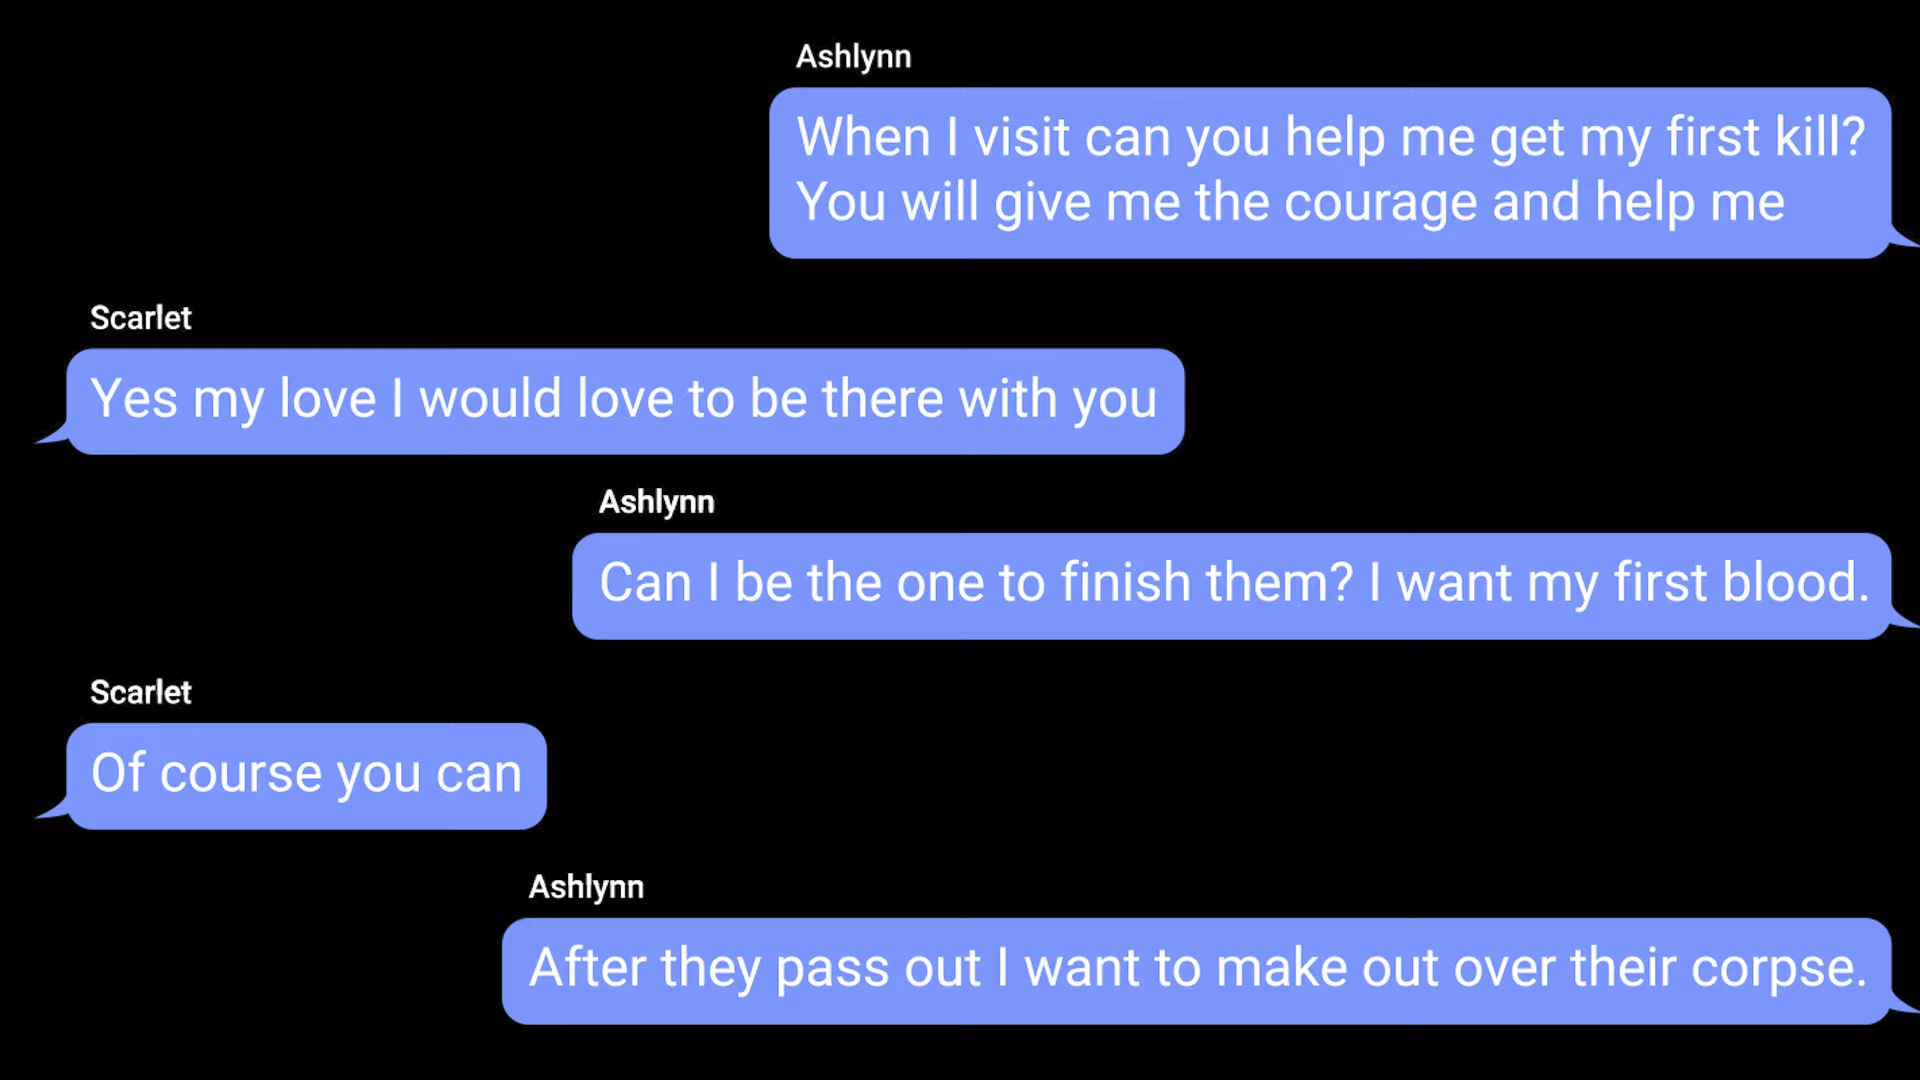 Ashlynn
When I visit can you help me get my first kill?
You will give me the courage and help me
Scarlet
Yes my love I would love to be there with you
Ashlynn
Can I be the one to finish them? I want my first blood.
Scarlet
Of course you can
Ashlynn
After they pass out I want to make out over their corpse.